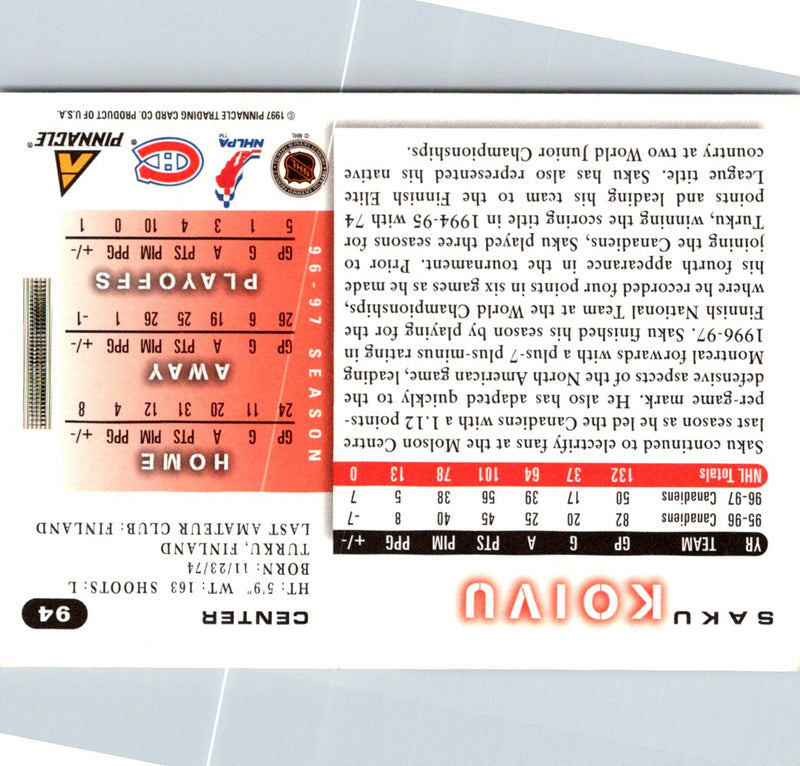 SAKU KOIVU
CENTER
94
HT: 5'9" WT: 163 SHOOTS: L
BORN: 11/23/74
TURKU, FINLAND
LAST AMATEUR CLUB: FINLAND
YR TEAM GP G A PTS PIM PPG +/-
95-96 Canadiens 82 20 25 45 40 8 -7
96-97 Canadiens 50 17 39 56 38 5 7
NHL Totals 132 37 64 101 78 13 0
Saku continued to electrify fans at the Molson Centre
last season as he led the Canadiens with a 1.12 points-
per-game mark. He also has adapted quickly to the
defensive aspects of the North American game, leading
Montreal forwards with a plus-7 plus-minus rating in
1996-97. Saku finished his season by playing for the
Finnish National Team at the World Championships,
where he recorded four points in six games as he made
his fourth appearance in the tournament. Prior to
joining the Canadiens, Saku played three seasons for
Turku, winning the scoring title in 1994-95 with 74
points and leading his team to the Finnish Elite
League title. Saku has also represented his native
country at two World Junior Championships.
96-97 SEASON
HOME
GP G A PTS PIM PPG +/-
24 11 20 31 12 4 8
AWAY
GP G A PTS PIM PPG +/-
26 6 19 25 26 1 -1
PLAYOFFS
GP G A PTS PIM PPG +/-
5 1 3 4 10 0 1
NHL
© NHL
NHLPA™
®
PINNACLE®
© 1997 PINNACLE TRADING CARD CO. PRODUCT OF U.S.A.